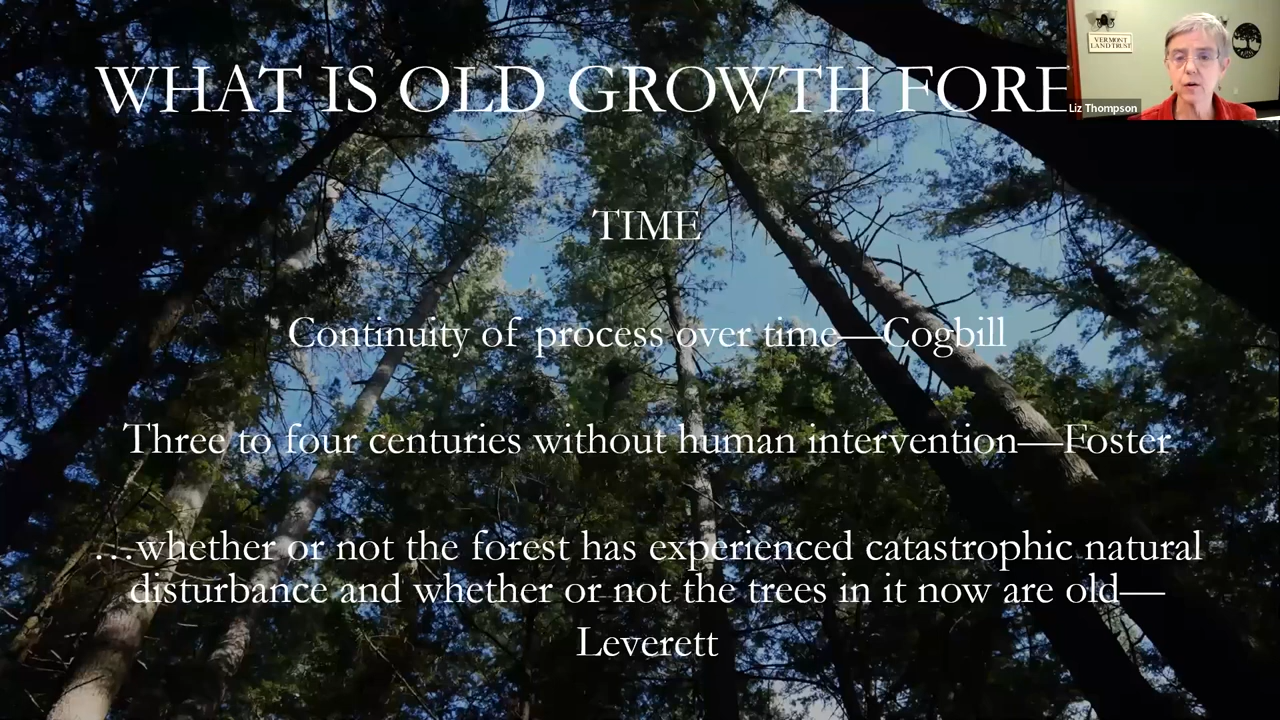 WHAT IS OLD GROWTH FORE
VERMONT
LAND TRUST
Liz Thompson
TIME
Continuity of process over time—Cogbill
Three to four centuries without human intervention—Foster
…whether or not the forest has experienced catastrophic natural
disturbance and whether or not the trees in it now are old—
Leverett